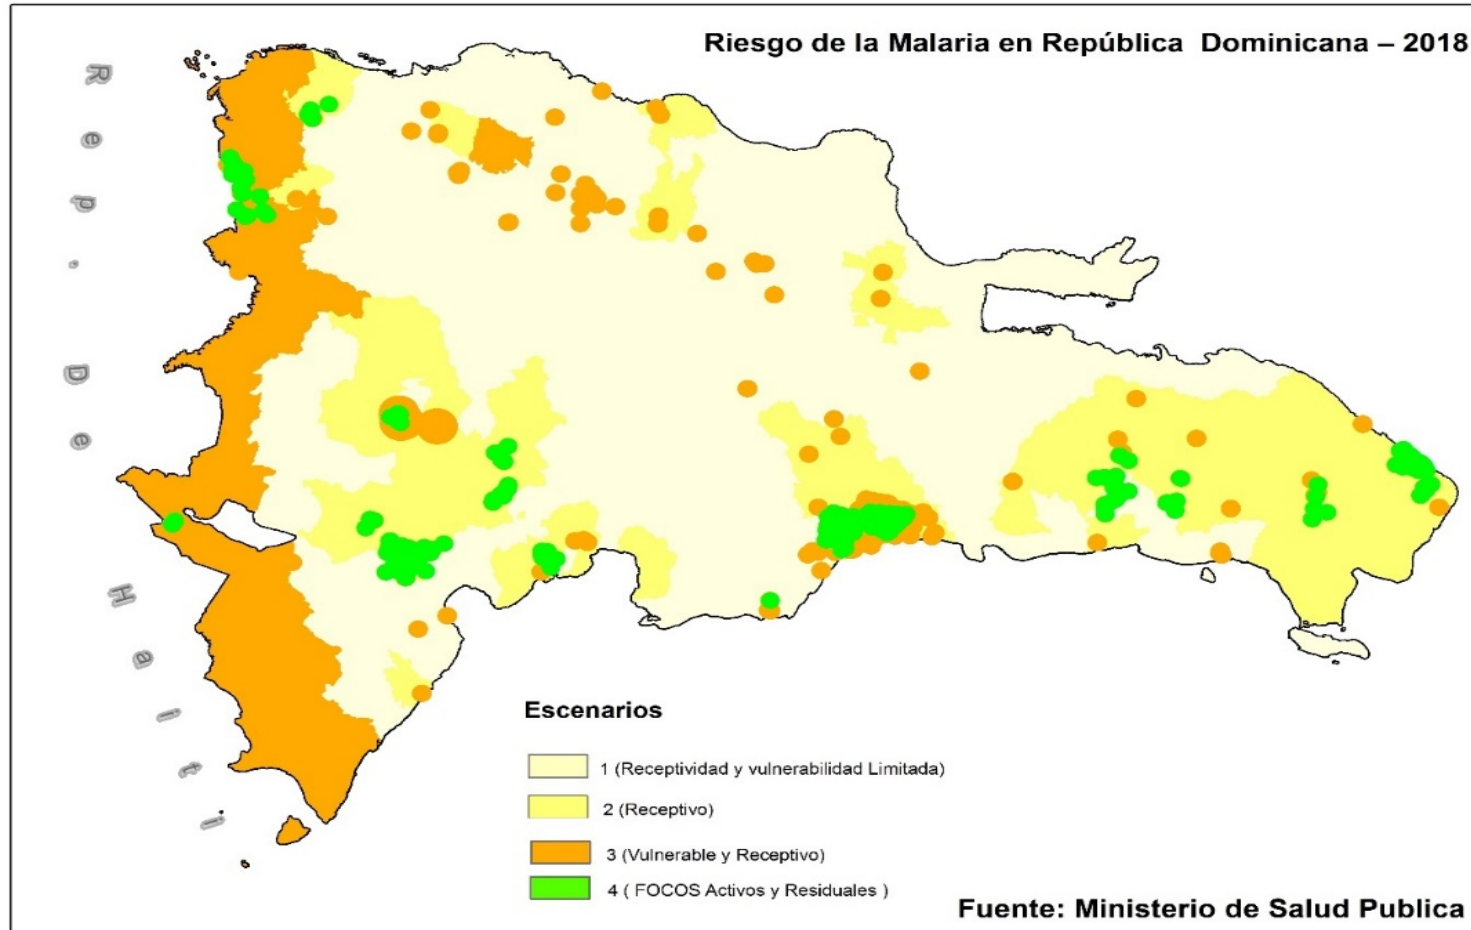 Riesgo de la Malaria en República Dominicana – 2018
Rep. De Haiti
Escenarios
1 (Receptividad y vulnerabilidad Limitada)
2 (Receptivo)
3 (Vulnerable y Receptivo)
4 ( FOCOS Activos y Residuales )
Fuente: Ministerio de Salud Publica